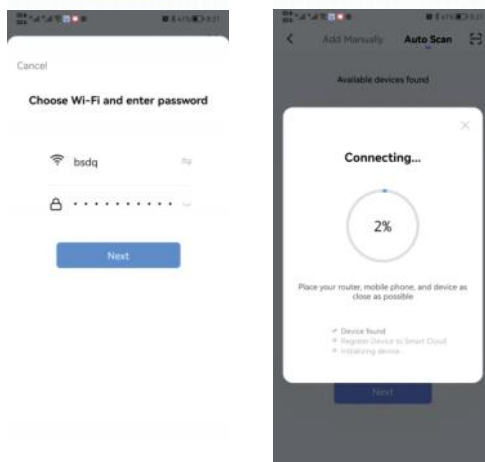 Cancel
Choose Wi-Fi and enter password
bsdq
Next
Add Manually Auto Scan
Available devices found
Connecting...
2%
Place your router, mobile phone, and device as
close as possible
Device found
Register Device to Smart Cloud
Initializing device...
Next